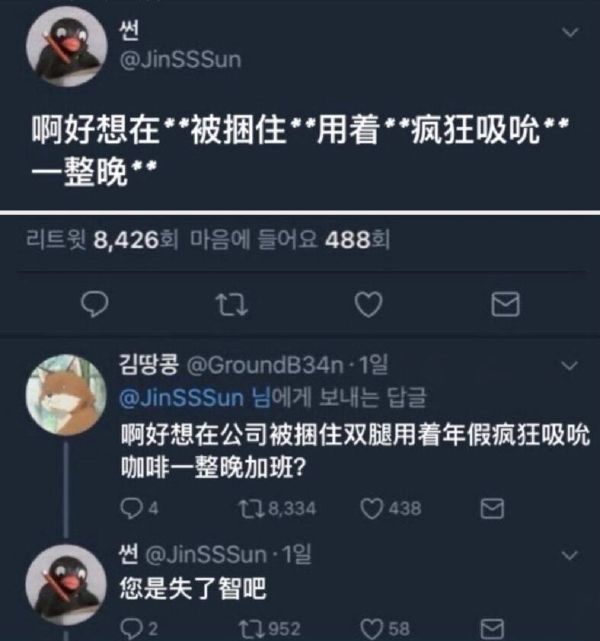 썬
@JinSSSun
啊好想在**被捆住**用着**疯狂吸吮**
一整晚**
리트윗 8,426회 마음에 들어요 488회
김땅콩 @GroundB34n · 1일
@JinSSSun 님에게 보내는 답글
啊好想在公司被捆住双腿用着年假疯狂吸吮
咖啡一整晚加班?
4 8,334 438
썬 @JinSSSun · 1일
您是失了智吧
2 952 58